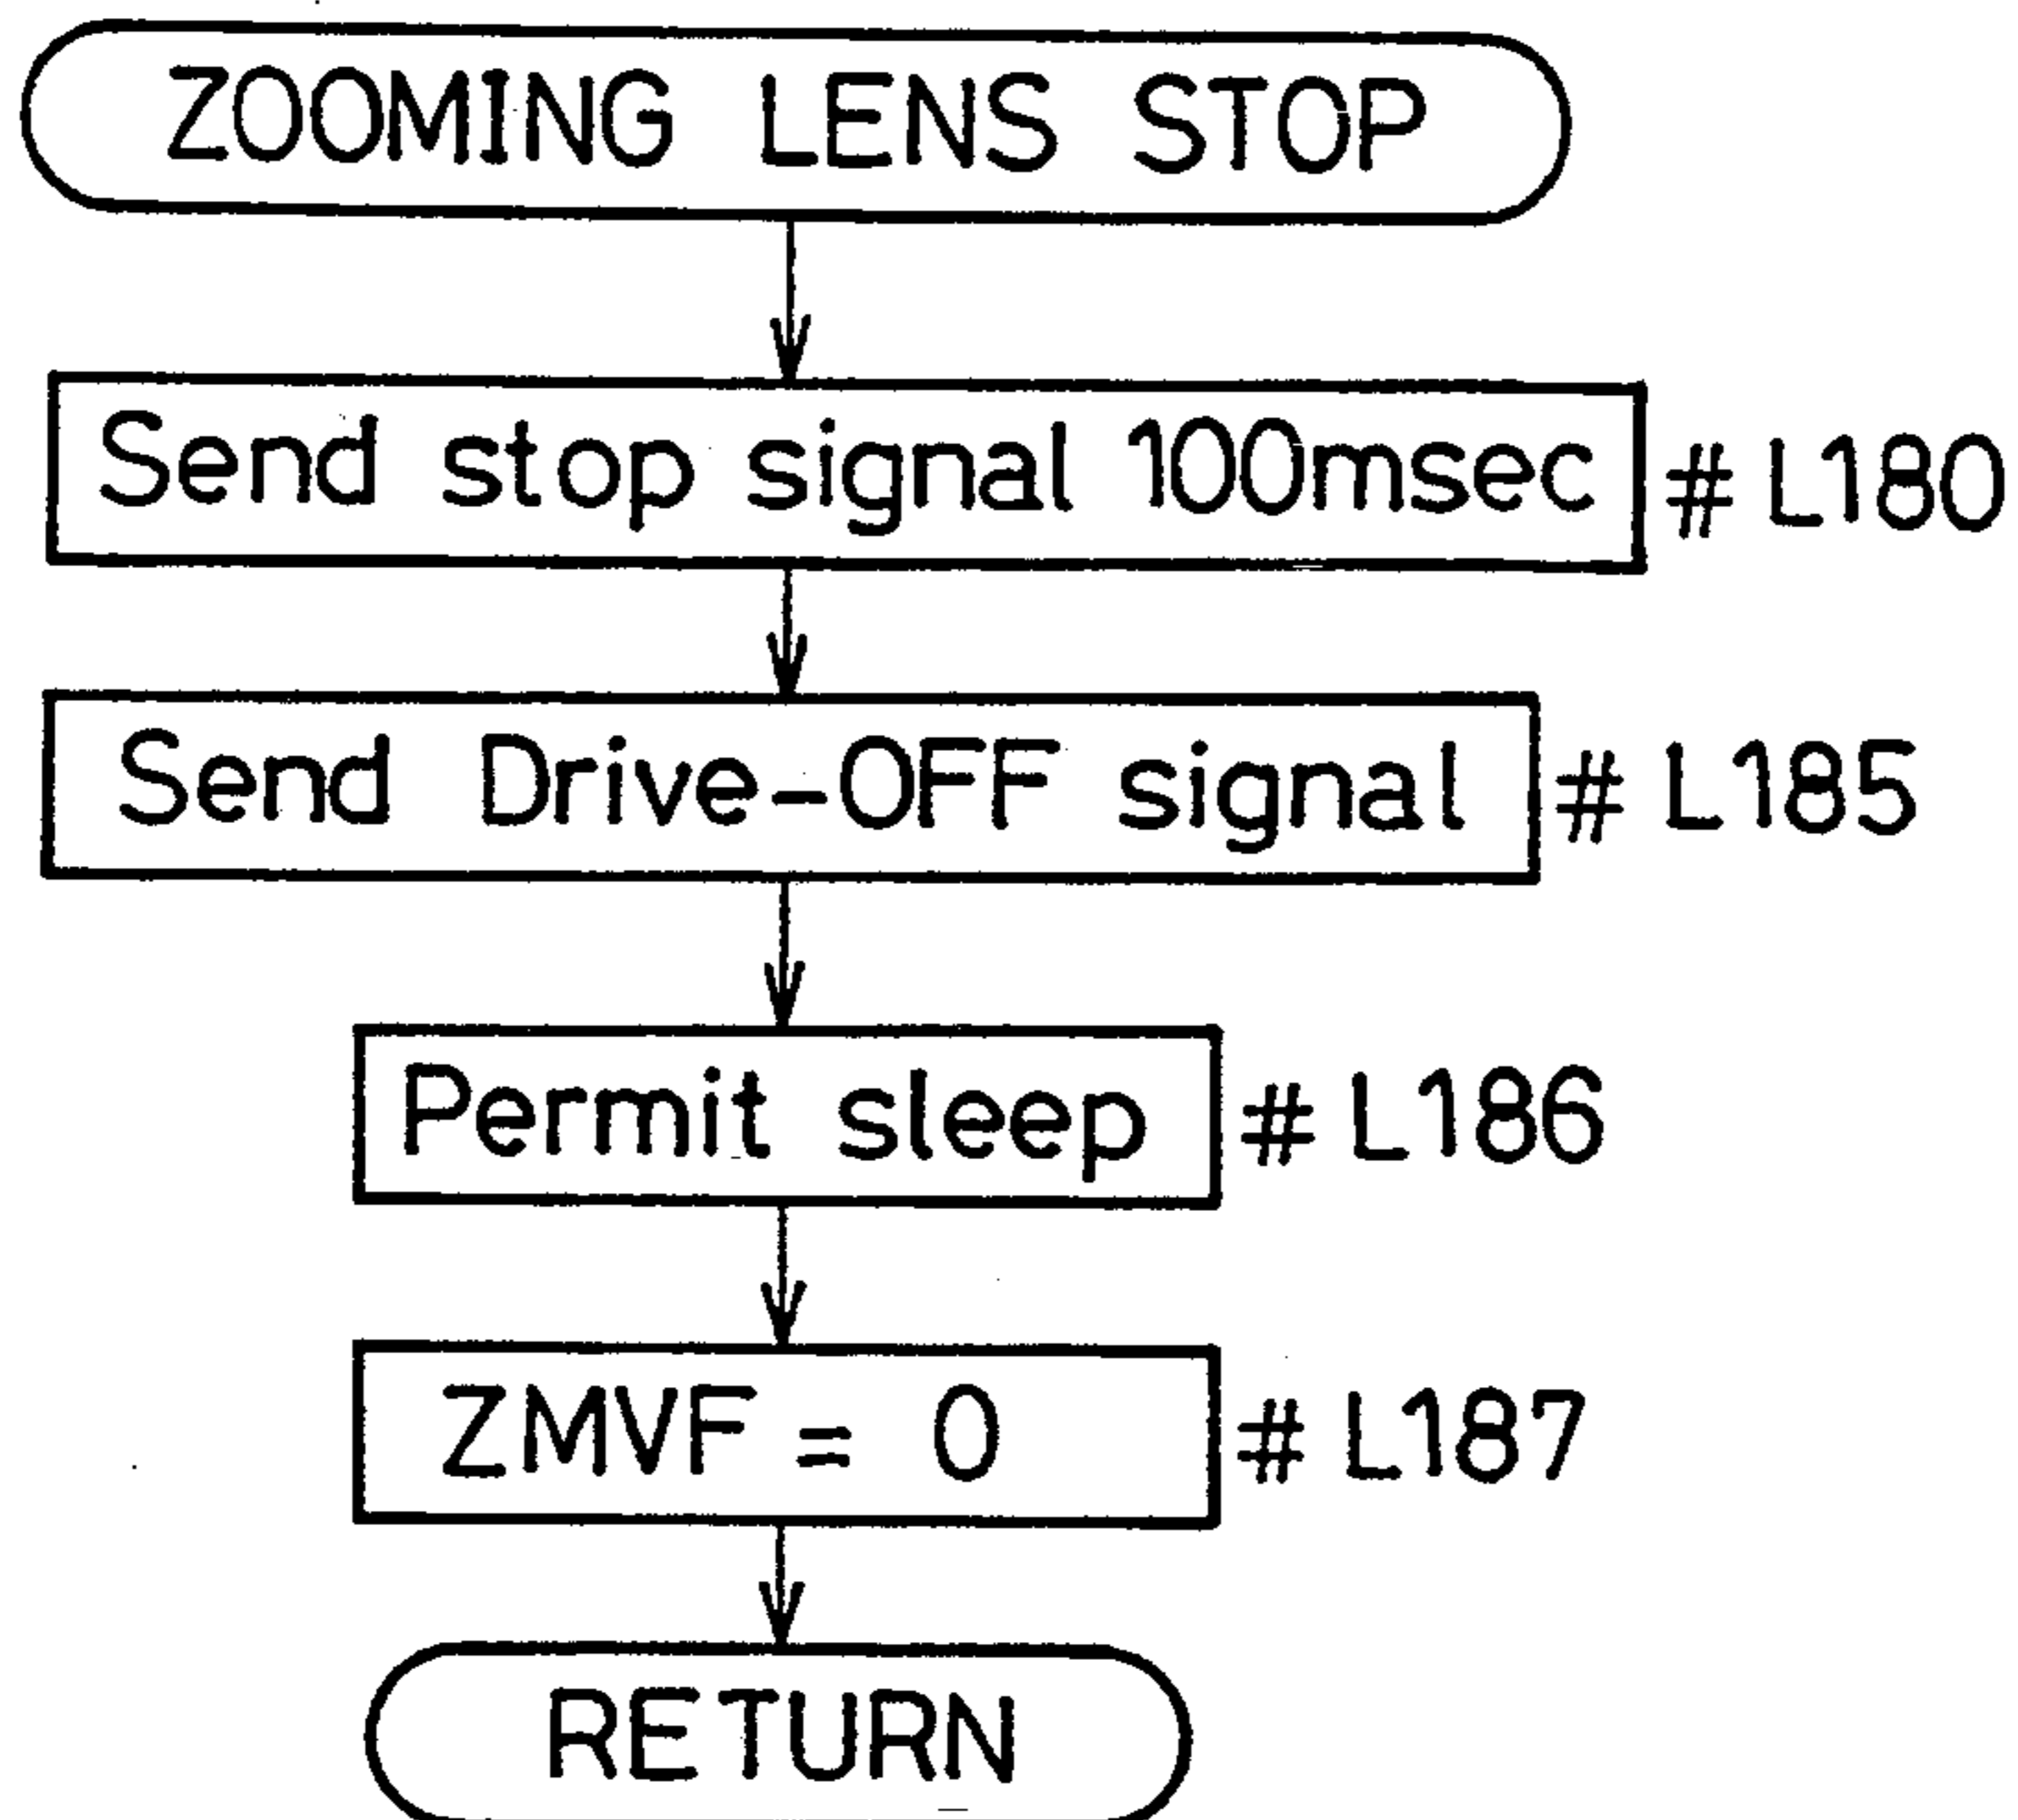 ZOOMING LENS STOP
Send stop signal 100msec # L180
Send Drive-OFF signal # L185
Permit sleep # L186
ZMVF = 0 # L187
RETURN